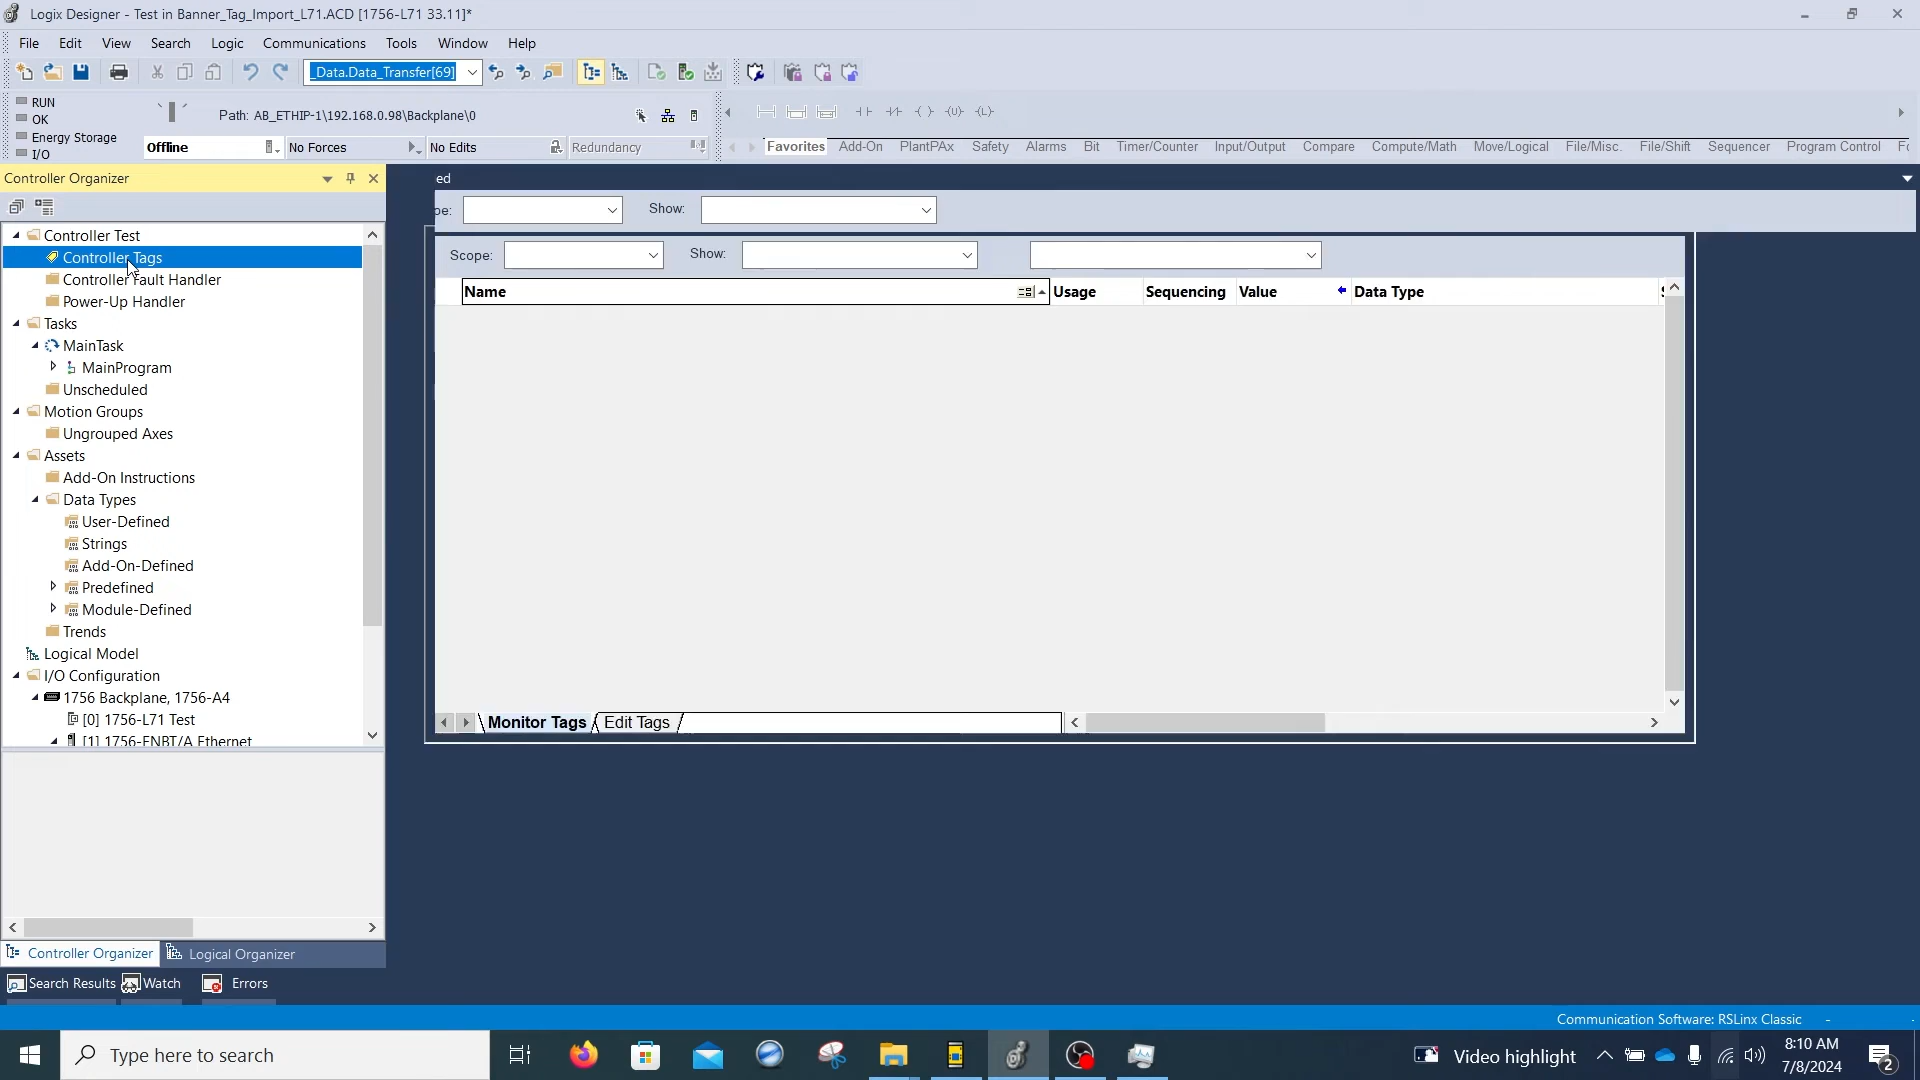 Logix Designer - Test in Banner_Tag_Import_L71.ACD [1756-L71 33.11]*
File Edit View Search Logic Communications Tools Window Help
_Data.Data_Transfer[69]
RUN
OK
Energy Storage
I/O
Path: AB_ETHIP-1\192.168.0.98\Backplane\0
Offline No Forces No Edits Redundancy
Favorites Add-On PlantPAx Safety Alarms Bit Timer/Counter Input/Output Compare Compute/Math Move/Logical File/Misc. File/Shift Sequencer Program Control
Controller Organizer
ed
Show:
Controller Test
Controller Tags
Controller Fault Handler
Power-Up Handler
Tasks
MainTask
MainProgram
Unscheduled
Motion Groups
Ungrouped Axes
Assets
Add-On Instructions
Data Types
User-Defined
Strings
Add-On-Defined
Predefined
Module-Defined
Trends
Logical Model
I/O Configuration
1756 Backplane, 1756-A4
[0] 1756-L71 Test
[1] 1756-ENBT/A Ethernet
Scope: Show:
Name Usage Sequencing Value Data Type
Monitor Tags Edit Tags
Controller Organizer Logical Organizer
Search Results Watch Errors
Communication Software: RSLinx Classic -
Type here to search
Video highlight
8:10 AM
7/8/2024
2